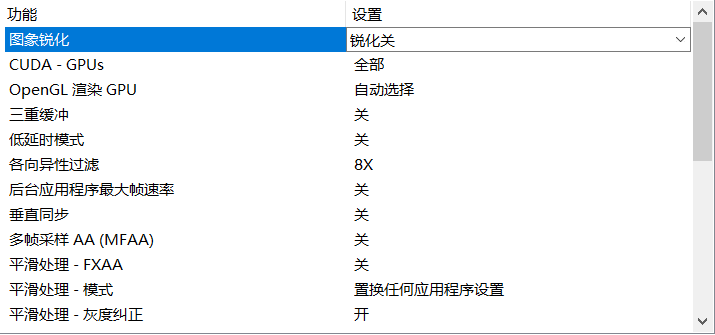 功能 设置
图象锐化 锐化关
CUDA - GPUs 全部
OpenGL 渲染 GPU 自动选择
三重缓冲 关
低延时模式 关
各向异性过滤 8X
后台应用程序最大帧速率 关
垂直同步 关
多帧采样 AA (MFAA) 关
平滑处理 - FXAA 关
平滑处理 - 模式 置换任何应用程序设置
平滑处理 - 灰度纠正 开